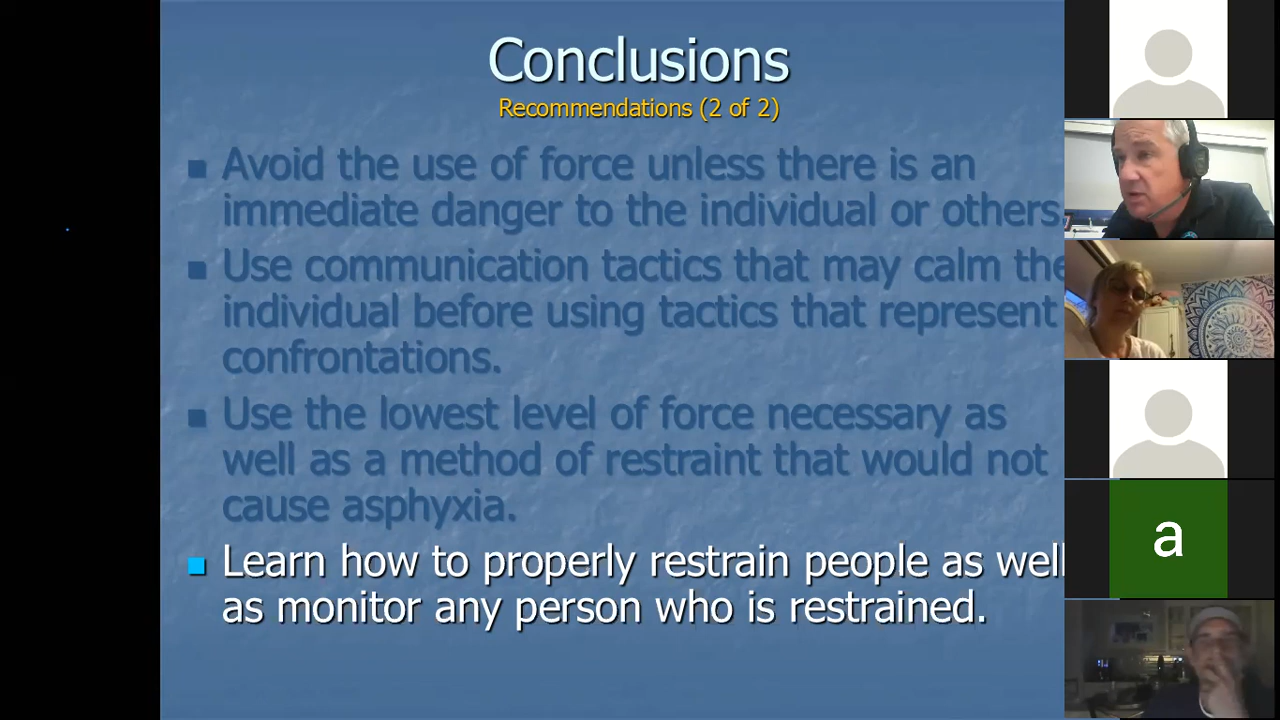 Conclusions
Recommendations (2 of 2)
Avoid the use of force unless there is an
immediate danger to the individual or others.
Use communication tactics that may calm the
individual before using tactics that represent
confrontations.
Use the lowest level of force necessary as
well as a method of restraint that would not
cause asphyxia.
Learn how to properly restrain people as well
as monitor any person who is restrained.
a